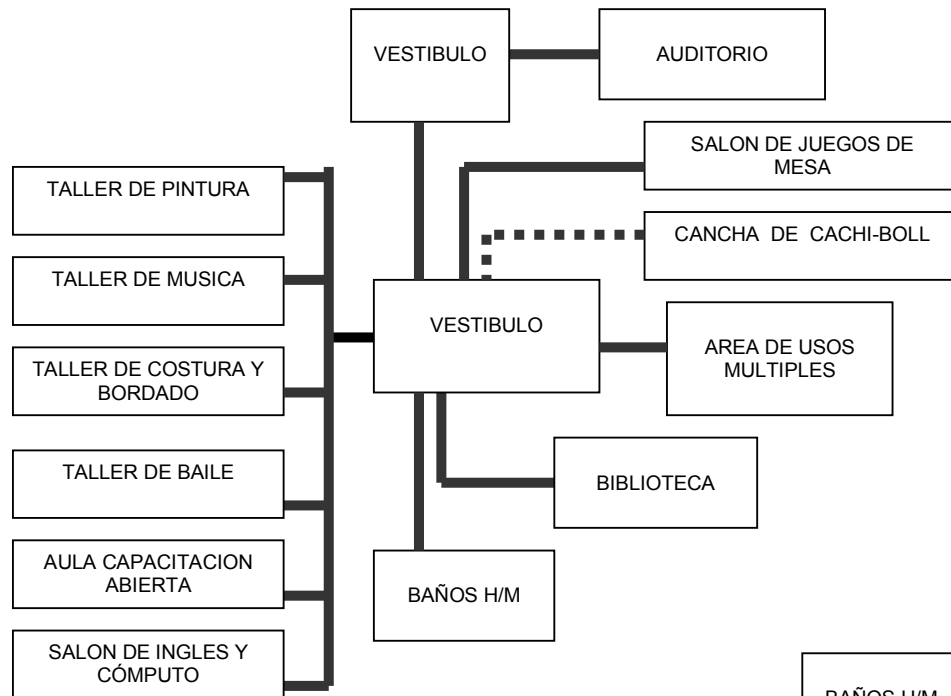 VESTIBULO
AUDITORIO
SALON DE JUEGOS DE
MESA
TALLER DE PINTURA
CANCHA DE CACHI-BOLL
TALLER DE MUSICA
VESTIBULO
AREA DE USOS
MULTIPLES
TALLER DE COSTURA Y
BORDADO
TALLER DE BAILE
BIBLIOTECA
AULA CAPACITACION
ABIERTA
BAÑOS H/M
SALON DE INGLES Y
CÓMPUTO
BAÑOS H/M